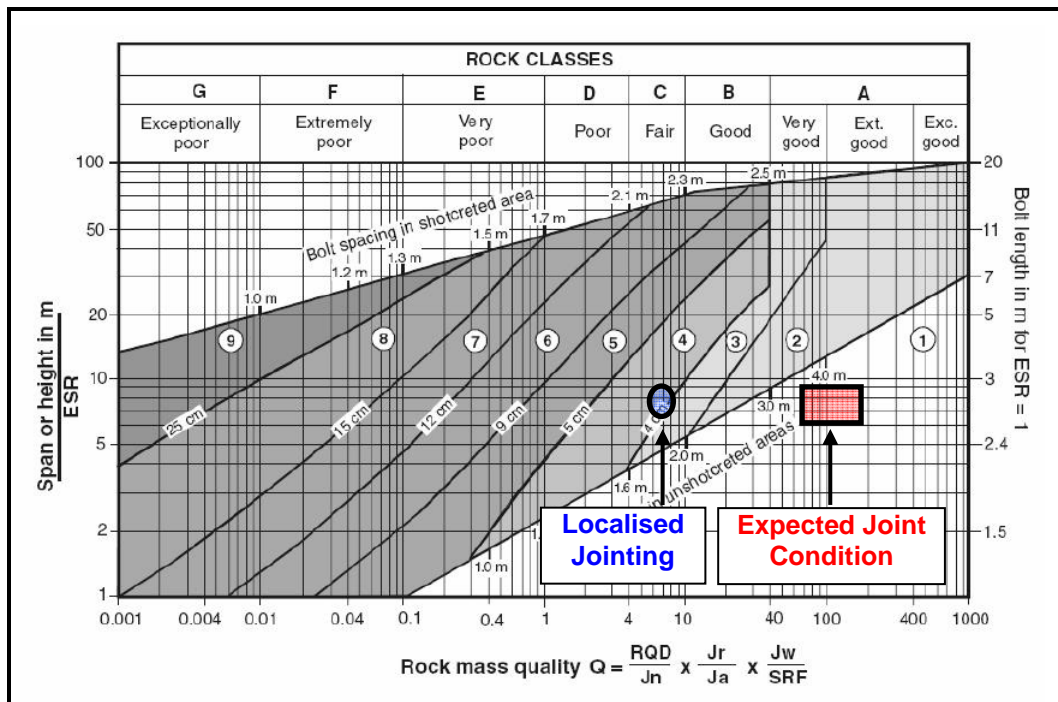 ROCK CLASSES
G F E D C B A
Exceptionally poor
Extremely poor
Very poor
Poor
Fair
Good
Very good
Ext. good
Exc. good
100
50
20
10
5
2
1
20
11
7
5
3
2.4
1.5
Span or height in m
ESR
Bolt length in m for ESR = 1
Bolt spacing in shotcreted area
1.0 m
1.2 m
1.3 m
1.5 m
1.7 m
2.1 m
2.3 m
2.5 m
9 8 7 6 5 4 3 2 1
25 cm
15 cm
12 cm
9 cm
5 cm
4 c
4.0 m
3.0 m
2.0 m
1.6 m
1.
1.0 m
in unshotcreted areas
Localised
Jointing
Expected Joint
Condition
0.001 0.004 0.01 0.04 0.1 0.4 1 4 10 40 100 400 1000
Rock mass quality Q = RQD/Jn x Jr/Ja x Jw/SRF